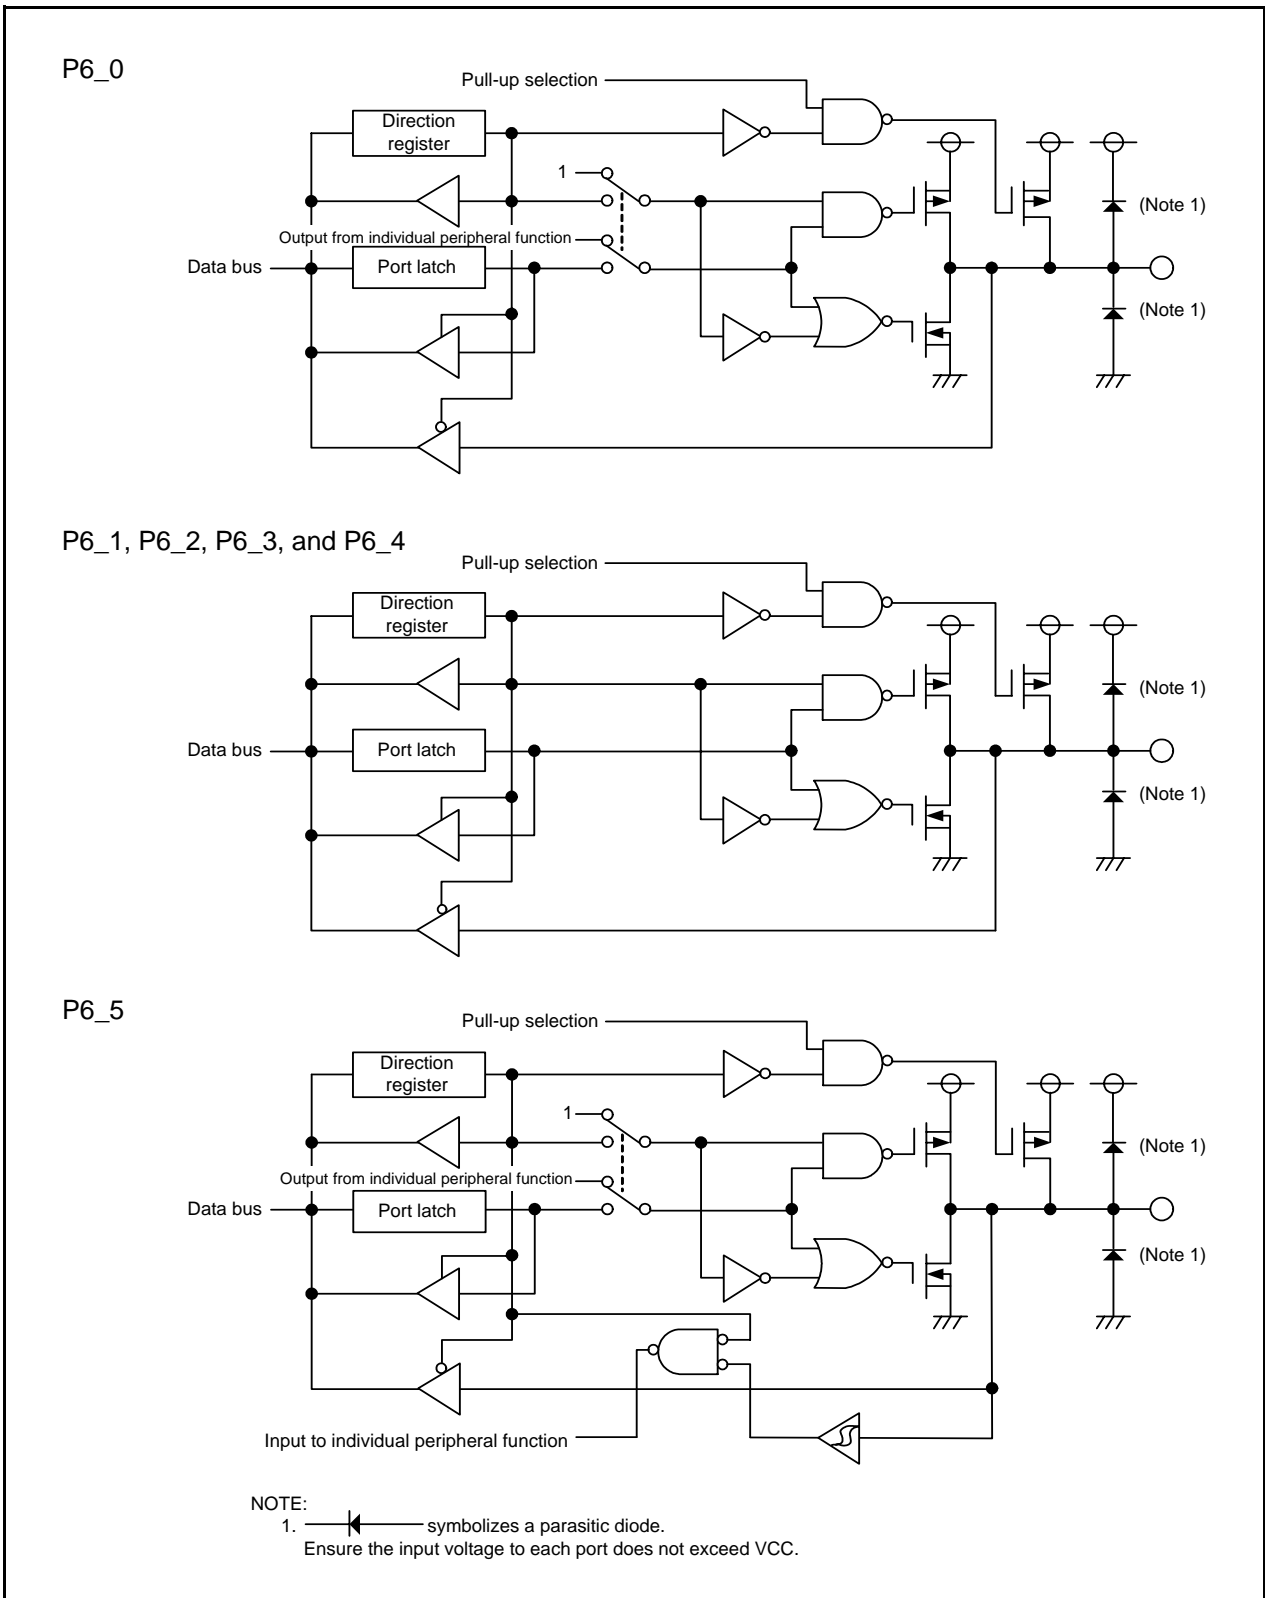 P6_0
Pull-up selection
Direction
register
1
(Note 1)
Output from individual peripheral function
Data bus
Port latch
(Note 1)
P6_1, P6_2, P6_3, and P6_4
Pull-up selection
Direction
register
(Note 1)
Data bus
Port latch
(Note 1)
P6_5
Pull-up selection
Direction
register
1
(Note 1)
Output from individual peripheral function
Data bus
Port latch
(Note 1)
Input to individual peripheral function
NOTE:
1. symbolizes a parasitic diode.
Ensure the input voltage to each port does not exceed VCC.